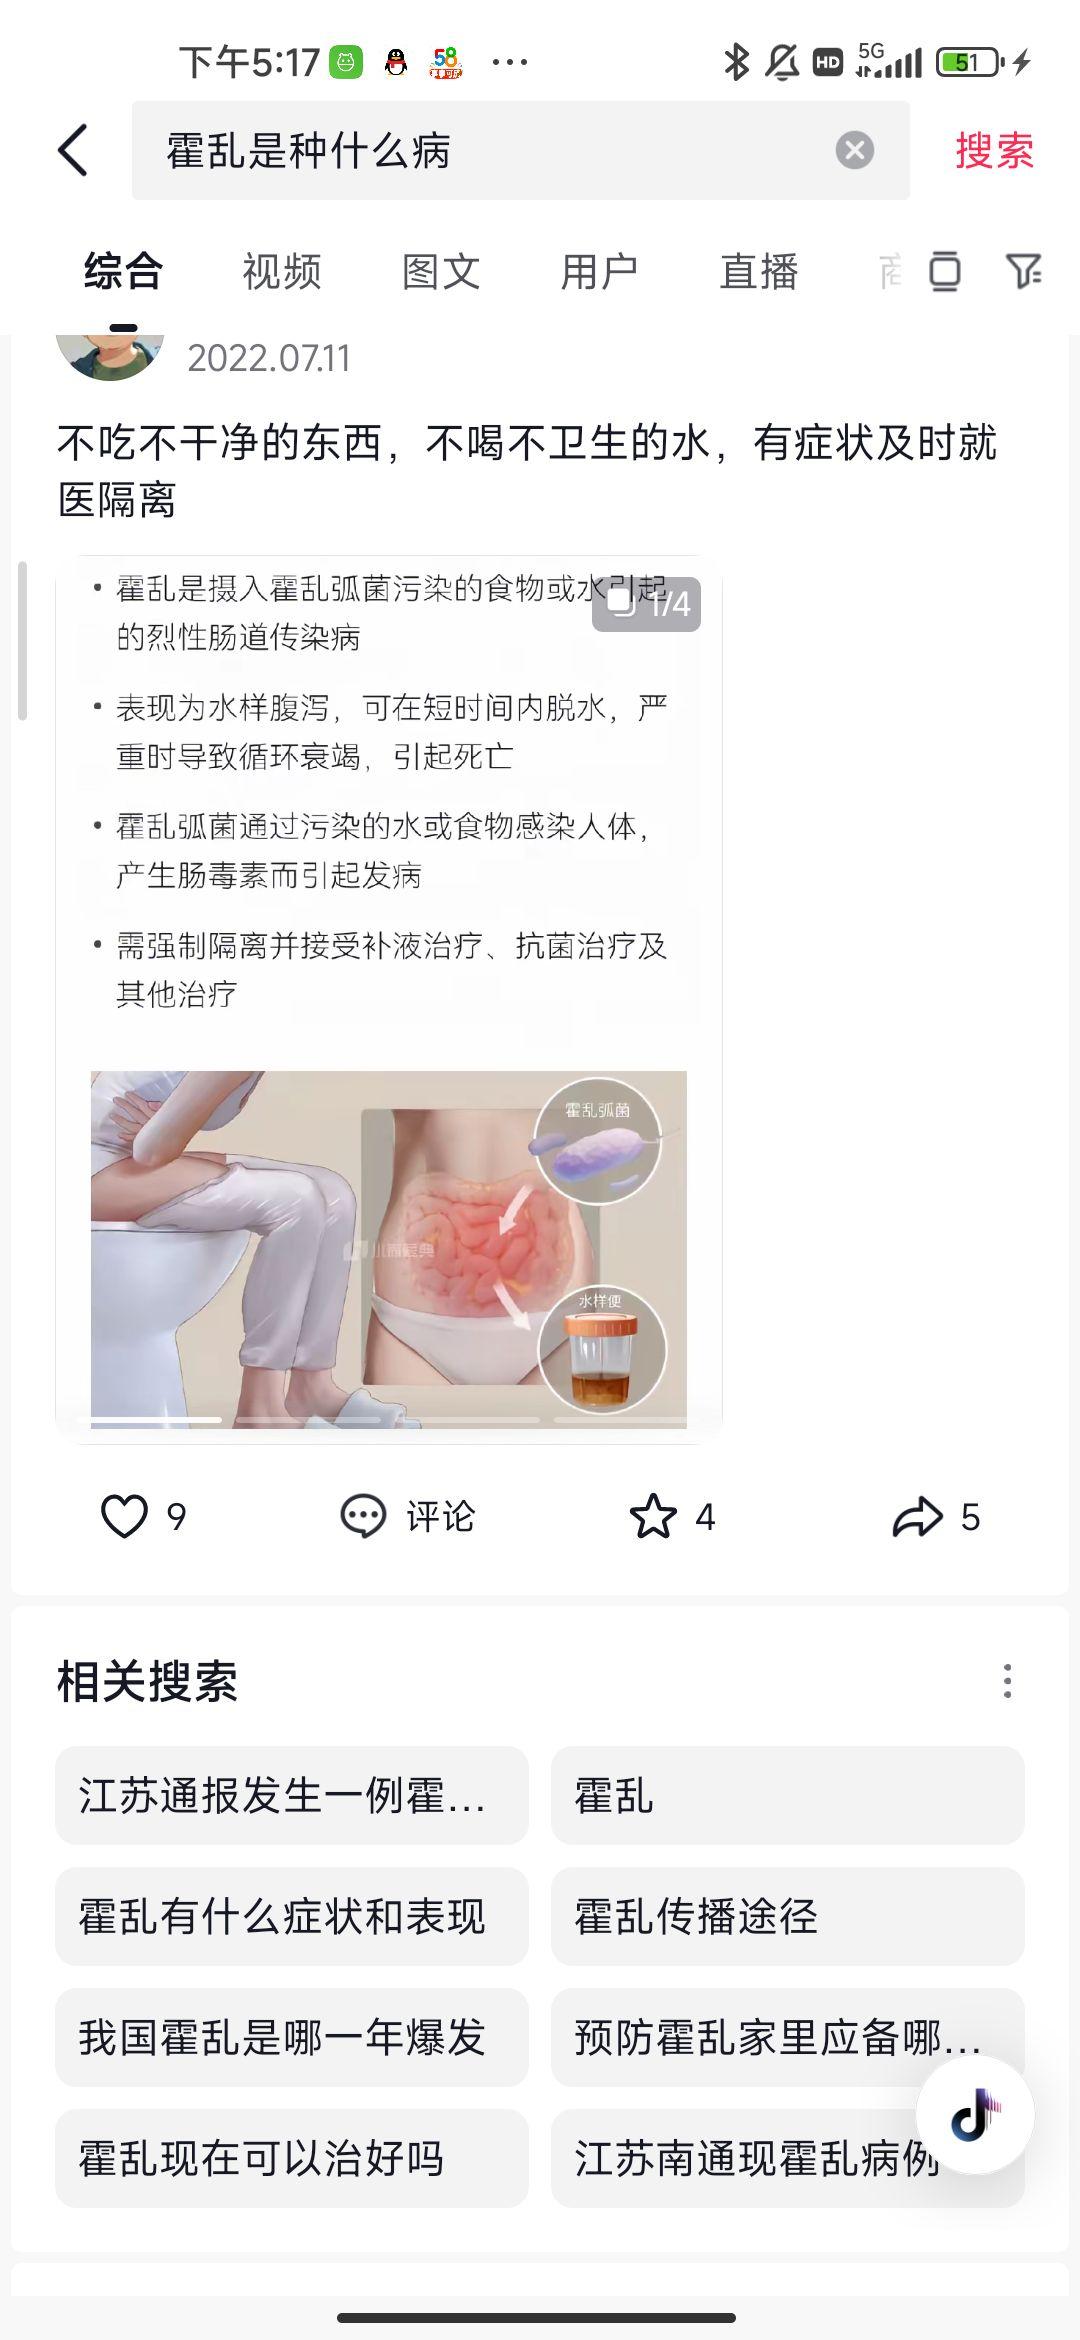 下午5:17
58
HD
5G
51
霍乱是种什么病
搜索
综合
视频
图文
用户
直播
2022.07.11
不吃不干净的东西，不喝不卫生的水，有症状及时就
医隔离
霍乱是摄入霍乱弧菌污染的食物或水引起
1/4
的烈性肠道传染病
表现为水样腹泻，可在短时间内脱水，严
重时导致循环衰竭，引起死亡
霍乱弧菌通过污染的水或食物感染人体，
产生肠毒素而引起发病
需强制隔离并接受补液治疗、抗菌治疗及
其他治疗
霍乱弧菌
水样便
9
评论
4
5
相关搜索
江苏通报发生一例霍...
霍乱
霍乱有什么症状和表现
霍乱传播途径
我国霍乱是哪一年爆发
预防霍乱家里应备哪...
霍乱现在可以治好吗
江苏南通现霍乱病例